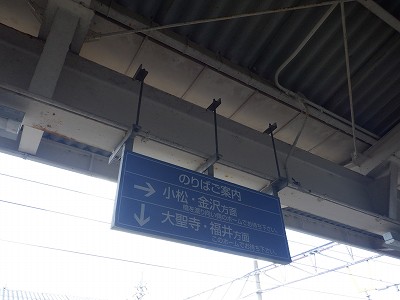 のりばご案内
→ 小松・金沢方面
↓ 大聖寺・福井方面